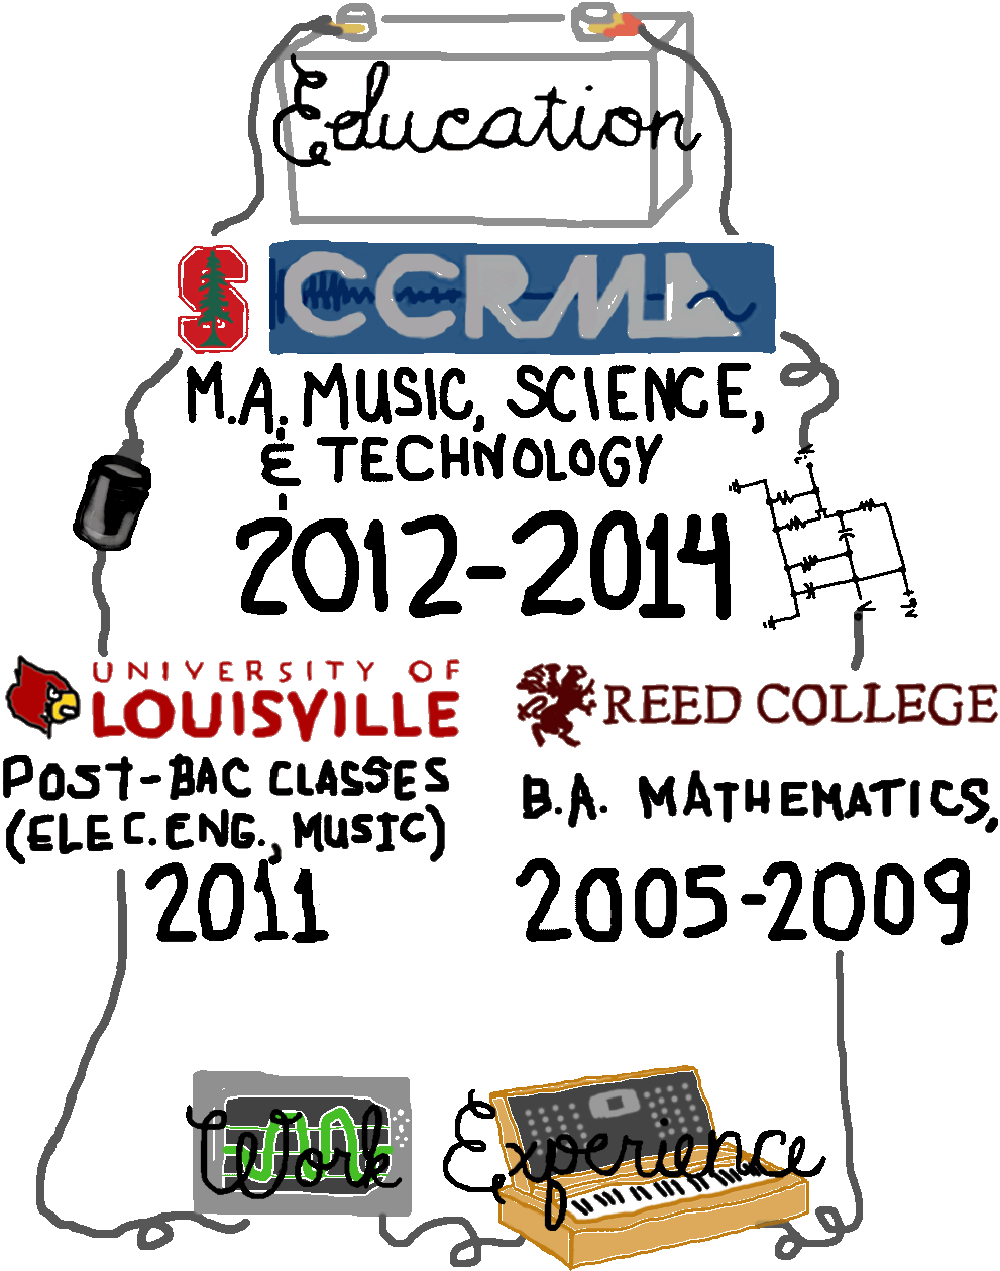 Education
S CCRMA
M.A. MUSIC, SCIENCE,
& TECHNOLOGY
2012-2014
UNIVERSITY OF
LOUISVILLE
REED COLLEGE
POST-BAC CLASSES
(ELEC. ENG., MUSIC)
2011
B.A. MATHEMATICS,
2005-2009
Work Experience